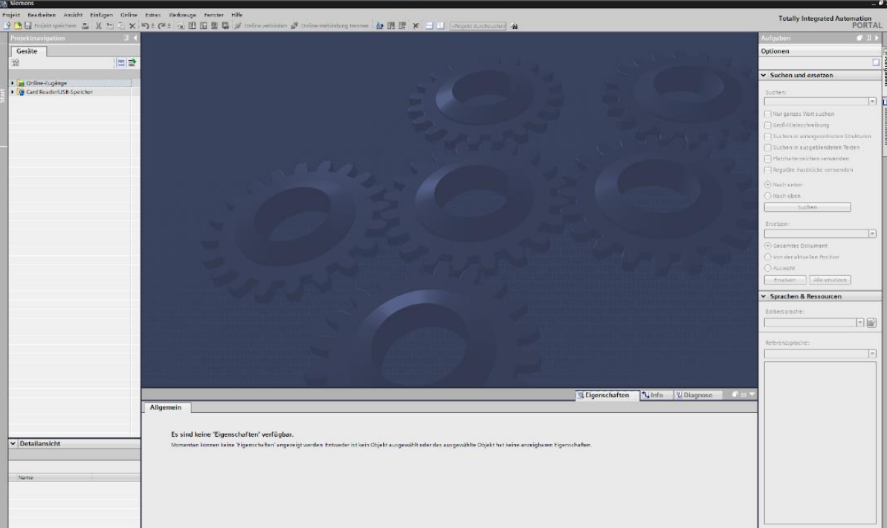 Siemens
Projekt Bearbeiten Ansicht Einfügen Online Extras Werkzeuge Fenster Hilfe
Totally Integrated Automation
PORTAL
Projekt speichern
Online verbinden
Online-Verbindung trennen
<Projekt durchsuchen>
Projektnavigation
Geräte
Online-Zugänge
Card Reader/USB-Speicher
Detailansicht
Name
Eigenschaften
Info
Diagnose
Allgemein
Es sind keine 'Eigenschaften' verfügbar.
Momentan können keine 'Eigenschaften' angezeigt werden. Entweder ist kein Objekt ausgewählt oder das ausgewählte Objekt hat keine anzeigbaren Eigenschaften.
Aufgaben
Optionen
Suchen und ersetzen
Suchen:
Nur ganzes Wort suchen
Groß-/Kleinschreibung
Suchen in untergeordneten Strukturen
Suchen in ausgeblendeten Texten
Platzhalterzeichen verwenden
Reguläre Ausdrücke verwenden
Nach unten
Nach oben
Suchen
Ersetzen:
Gesamtes Dokument
Von der aktuellen Position
Auswahl
Ersetzen
Alle ersetzen
Sprachen & Ressourcen
Editiersprache:
Referenzsprache: